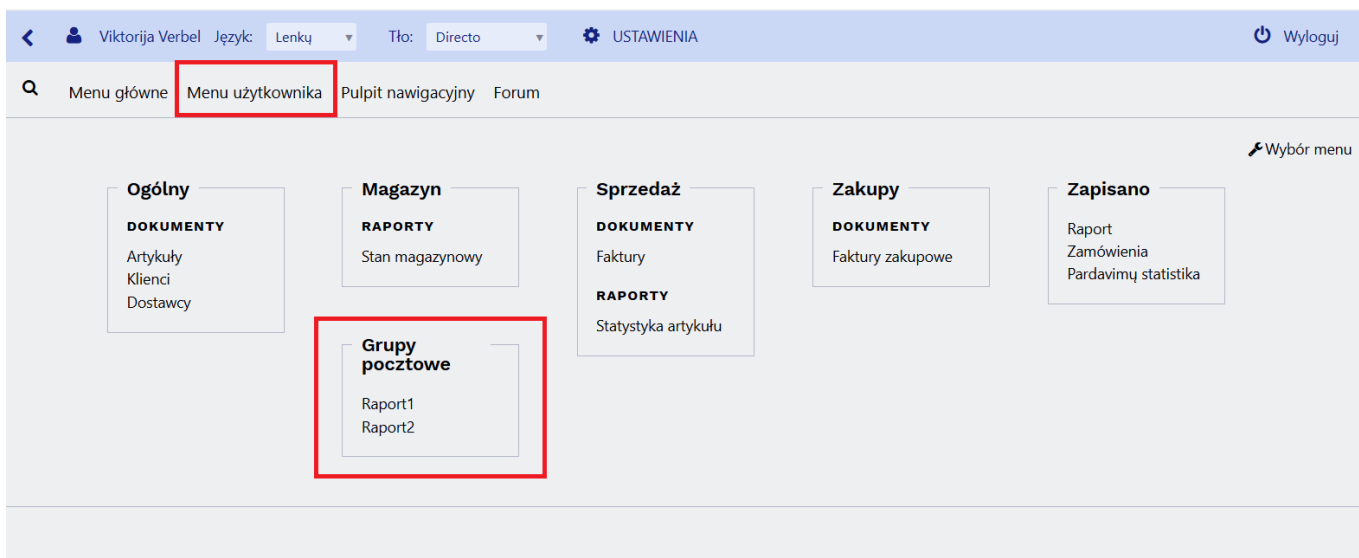 Viktorija Verbel Język: Lenkų Tło: Directo USTAWIENIA Wyloguj
Menu główne Menu użytkownika Pulpit nawigacyjny Forum
Wybór menu
Ogólny
DOKUMENTY
Artykuły
Klienci
Dostawcy
Magazyn
RAPORTY
Stan magazynowy
Grupy
pocztowe
Raport1
Raport2
Sprzedaż
DOKUMENTY
Faktury
RAPORTY
Statystyka artykułu
Zakupy
DOKUMENTY
Faktury zakupowe
Zapisano
Raport
Zamówienia
Pardavimų statistika